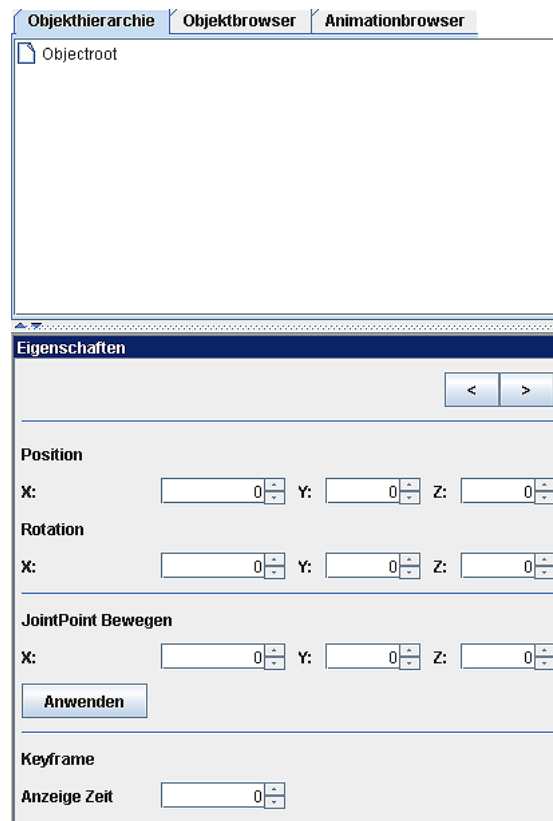 Objekthierarchie Objektbrowser Animationbrowser
Objectroot
Eigenschaften
< >
Position
X: 0 Y: 0 Z: 0
Rotation
X: 0 Y: 0 Z: 0
JointPoint Bewegen
X: 0 Y: 0 Z: 0
Anwenden
Keyframe
Anzeige Zeit 0